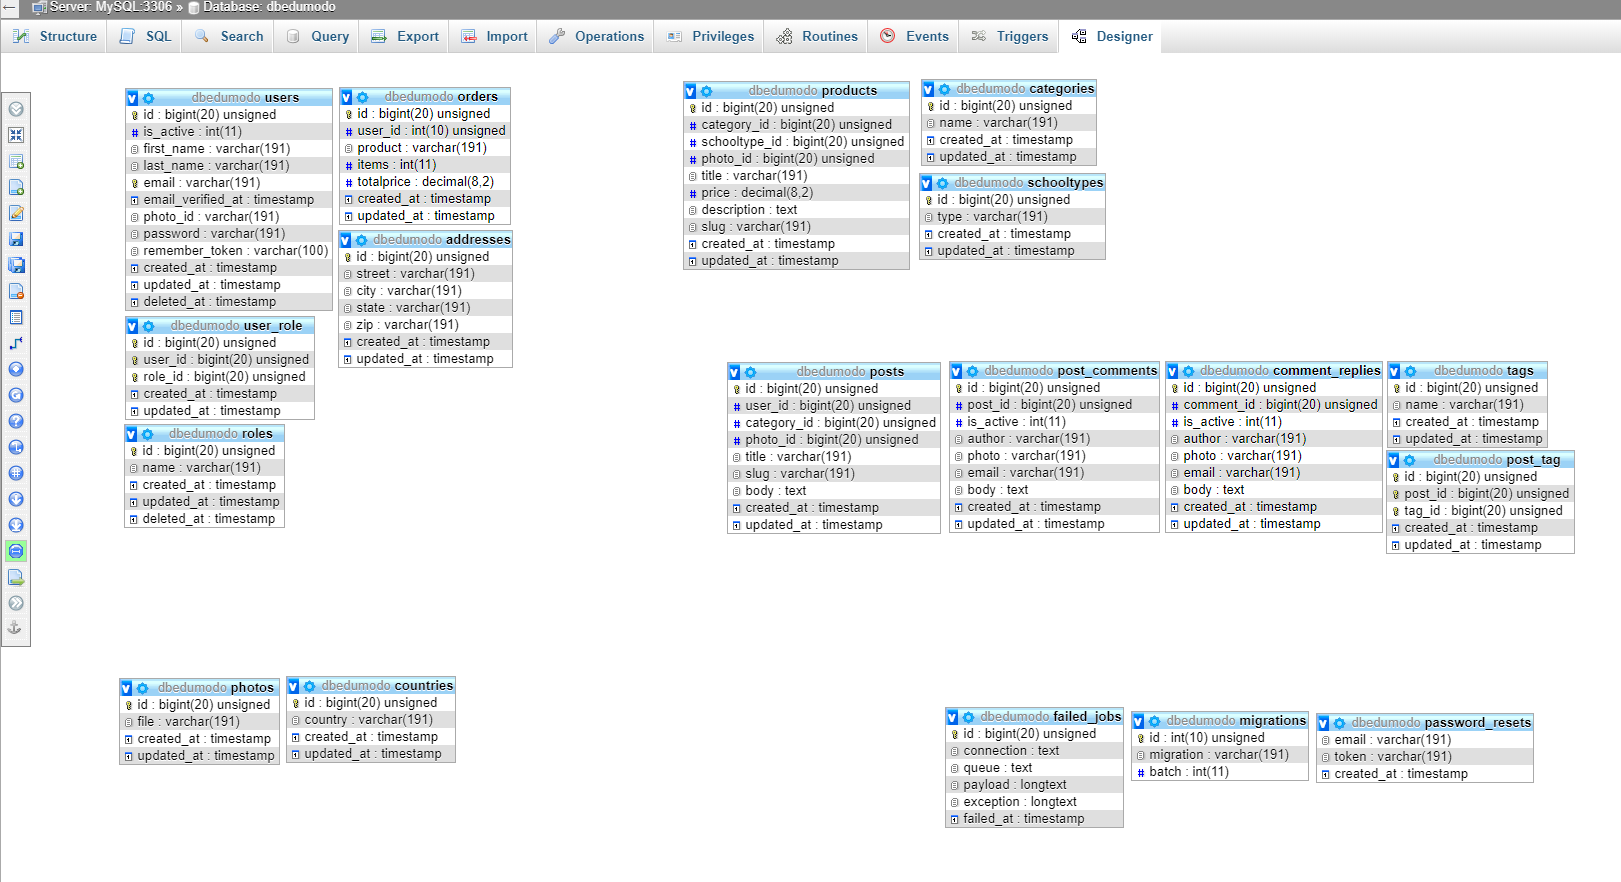 Server: MySQL:3306 » Database: dbedumodo
Structure SQL Search Query Export Import Operations Privileges Routines Events Triggers Designer
dbedumodo users
id : bigint(20) unsigned
is_active : int(11)
first_name : varchar(191)
last_name : varchar(191)
email : varchar(191)
email_verified_at : timestamp
photo_id : varchar(191)
password : varchar(191)
remember_token : varchar(100)
created_at : timestamp
updated_at : timestamp
deleted_at : timestamp
dbedumodo orders
id : bigint(20) unsigned
user_id : int(10) unsigned
product : varchar(191)
items : int(11)
totalprice : decimal(8,2)
created_at : timestamp
updated_at : timestamp
dbedumodo addresses
id : bigint(20) unsigned
street : varchar(191)
city : varchar(191)
state : varchar(191)
zip : varchar(191)
created_at : timestamp
updated_at : timestamp
dbedumodo user_role
id : bigint(20) unsigned
user_id : bigint(20) unsigned
role_id : bigint(20) unsigned
created_at : timestamp
updated_at : timestamp
dbedumodo roles
id : bigint(20) unsigned
name : varchar(191)
created_at : timestamp
updated_at : timestamp
deleted_at : timestamp
dbedumodo products
id : bigint(20) unsigned
category_id : bigint(20) unsigned
schooltype_id : bigint(20) unsigned
photo_id : bigint(20) unsigned
title : varchar(191)
price : decimal(8,2)
description : text
slug : varchar(191)
created_at : timestamp
updated_at : timestamp
dbedumodo categories
id : bigint(20) unsigned
name : varchar(191)
created_at : timestamp
updated_at : timestamp
dbedumodo schooltypes
id : bigint(20) unsigned
type : varchar(191)
created_at : timestamp
updated_at : timestamp
dbedumodo posts
id : bigint(20) unsigned
user_id : bigint(20) unsigned
category_id : bigint(20) unsigned
photo_id : bigint(20) unsigned
title : varchar(191)
slug : varchar(191)
body : text
created_at : timestamp
updated_at : timestamp
dbedumodo post_comments
id : bigint(20) unsigned
post_id : bigint(20) unsigned
is_active : int(11)
author : varchar(191)
photo : varchar(191)
email : varchar(191)
body : text
created_at : timestamp
updated_at : timestamp
dbedumodo comment_replies
id : bigint(20) unsigned
comment_id : bigint(20) unsigned
is_active : int(11)
author : varchar(191)
photo : varchar(191)
email : varchar(191)
body : text
created_at : timestamp
updated_at : timestamp
dbedumodo tags
id : bigint(20) unsigned
name : varchar(191)
created_at : timestamp
updated_at : timestamp
dbedumodo post_tag
id : bigint(20) unsigned
post_id : bigint(20) unsigned
tag_id : bigint(20) unsigned
created_at : timestamp
updated_at : timestamp
dbedumodo photos
id : bigint(20) unsigned
file : varchar(191)
created_at : timestamp
updated_at : timestamp
dbedumodo countries
id : bigint(20) unsigned
country : varchar(191)
created_at : timestamp
updated_at : timestamp
dbedumodo failed_jobs
id : bigint(20) unsigned
connection : text
queue : text
payload : longtext
exception : longtext
failed_at : timestamp
dbedumodo migrations
id : int(10) unsigned
migration : varchar(191)
batch : int(11)
dbedumodo password_resets
email : varchar(191)
token : varchar(191)
created_at : timestamp